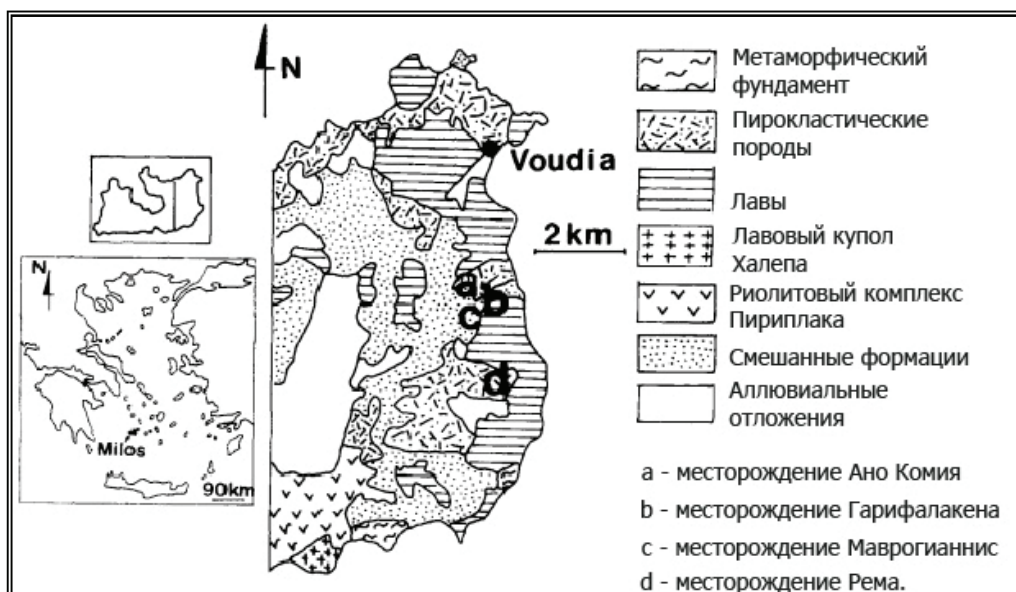 N
Voudia
2 km
a
b
c
d
N
Milos
90km
Метаморфический
фундамент
Пирокластические
породы
Лавы
Лавовый купол
Халепа
Риолитовый комплекс
Пириплака
Смешанные формации
Аллювиальные
отложения
a - месторождение Ано Комия
b - месторождение Гарифалакена
c - месторождение Маврогианнис
d - месторождение Рема.